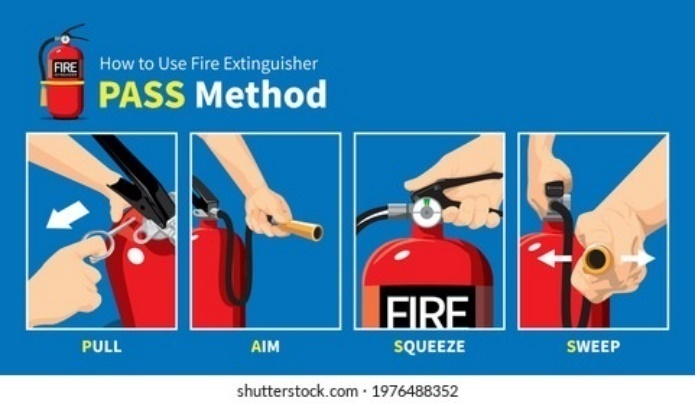 FIRE
How to Use Fire Extinguisher
PASS Method
FIRE
PULL
AIM
SQUEEZE
SWEEP
shutterstock.com · 1976488352